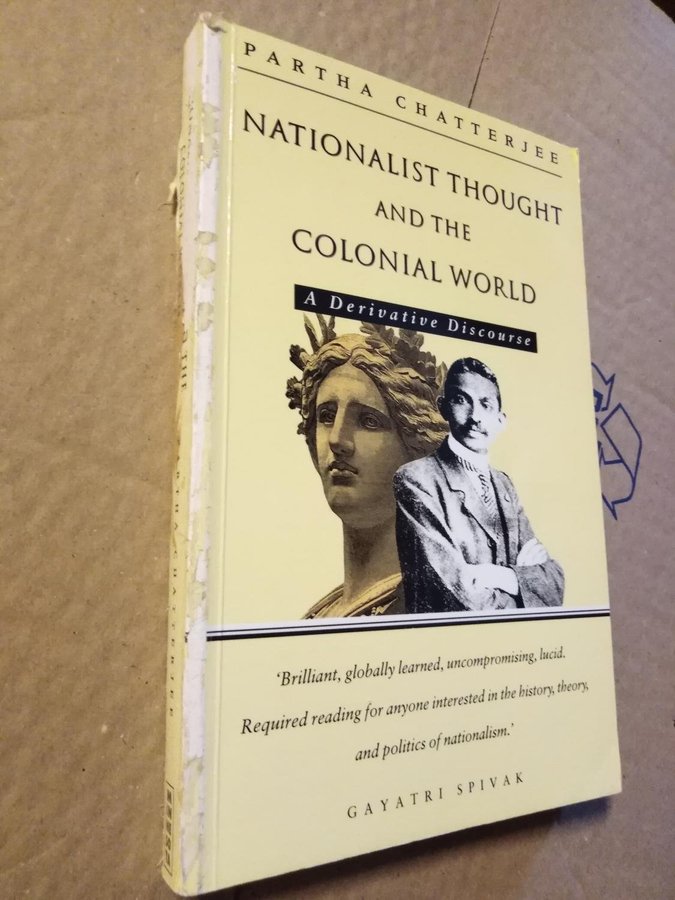 PARTHA CHATTERJEE
NATIONALIST THOUGHT
AND THE
COLONIAL WORLD
A Derivative Discourse
'Brilliant, globally learned, uncompromising, lucid.
Required reading for anyone interested in the history, theory,
and politics of nationalism.'
GAYATRI SPIVAK